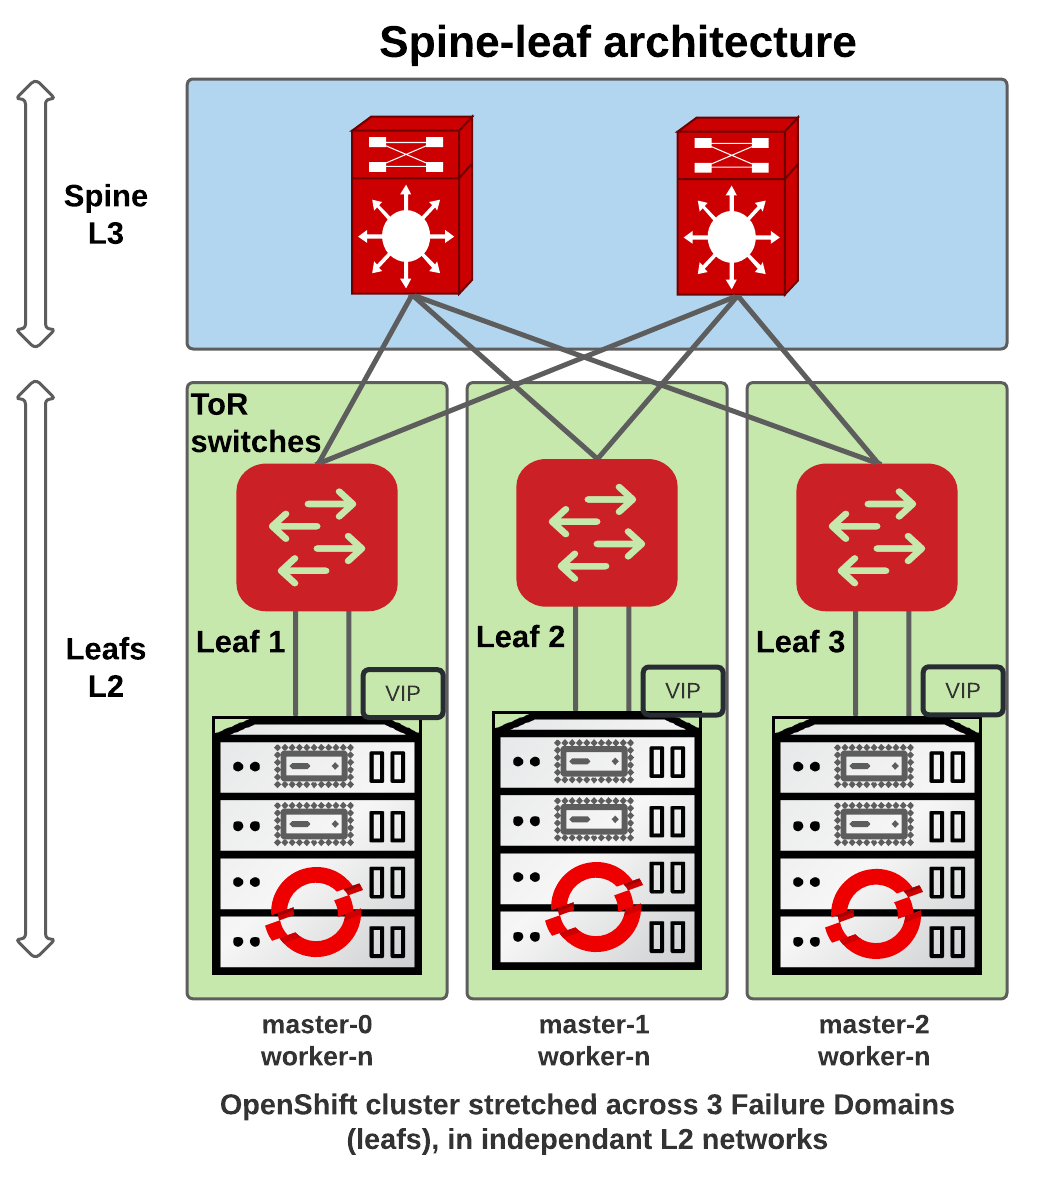 Spine-leaf architecture
Spine
L3
ToR
switches
Leafs
L2
Leaf 1
Leaf 2
Leaf 3
VIP
VIP
VIP
master-0
worker-n
master-1
worker-n
master-2
worker-n
OpenShift cluster stretched across 3 Failure Domains
(leafs), in independant L2 networks